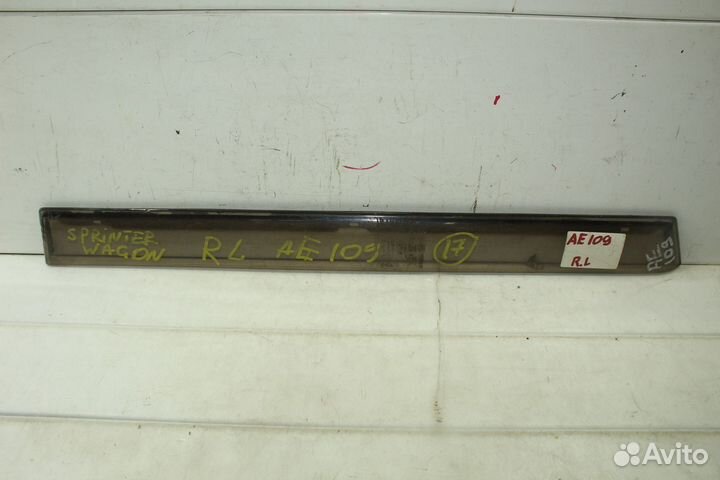 SPRINTER
WAGON
RL AE109
17
AE109
R.L
AE
109
Avito